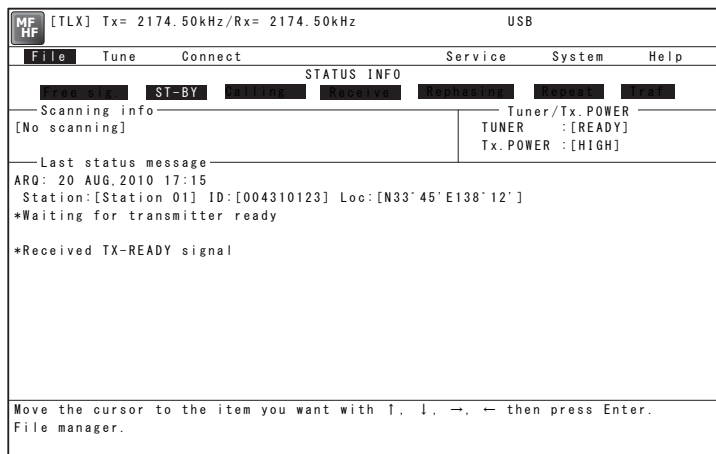 MF HF [TLX] Tx= 2174.50kHz/Rx= 2174.50kHz USB
File Tune Connect Service System Help
STATUS INFO
Free sig. ST-BY Calling Receive Rephasing Repeat Traf
Scanning info Tuner/Tx.POWER
[No scanning] TUNER :[READY]
Tx.POWER :[HIGH]
Last status message
ARQ: 20 AUG,2010 17:15
Station:[Station 01] ID:[004310123] Loc:[N33°45'E138°12']
*Waiting for transmitter ready
*Received TX-READY signal
Move the cursor to the item you want with ↑, ↓, →, ← then press Enter.
File manager.